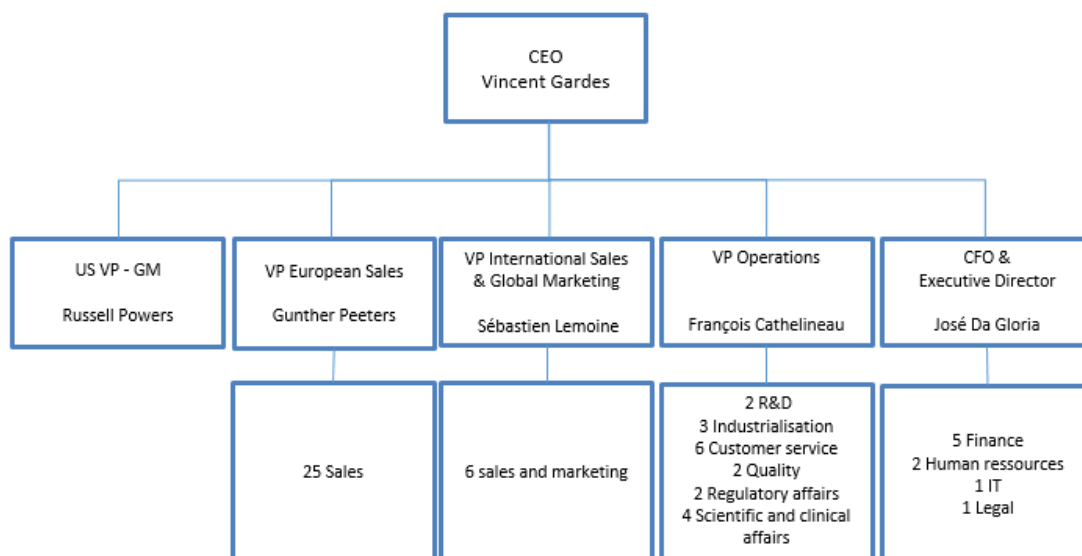 CEO
Vincent Gardes
US VP - GM
Russell Powers
VP European Sales
Gunther Peeters
VP International Sales
& Global Marketing
Sébastien Lemoine
VP Operations
François Cathelineau
CFO &
Executive Director
José Da Gloria
25 Sales
6 sales and marketing
2 R&D
3 Industrialisation
6 Customer service
2 Quality
2 Regulatory affairs
4 Scientific and clinical
affairs
5 Finance
2 Human ressources
1 IT
1 Legal